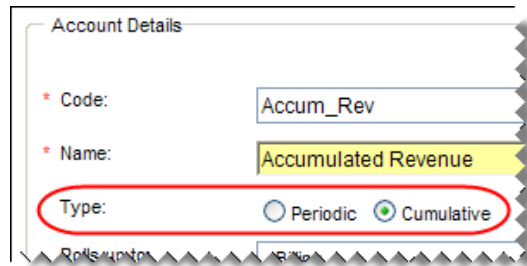 Account Details
* Code: Accum_Rev
* Name: Accumulated Revenue
Type: Periodic Cumulative